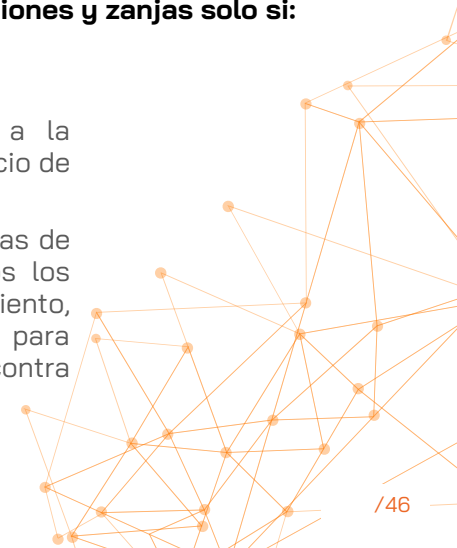 iones y zanjas solo si:
a la
cio de
as de
s los
iento,
para
contra
/46